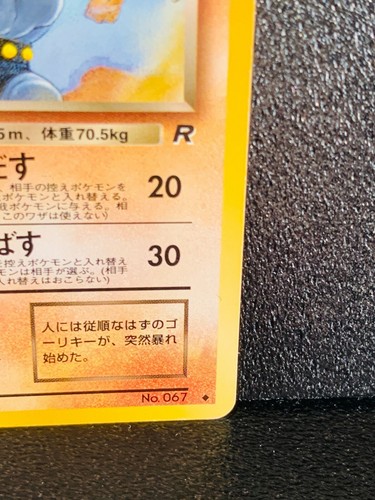 5m、体重70.5kg R
だす
、相手の控えポケモンを
ンと入れ替える。
ポケモンに与える。相
このワザは使えない)
20
ばす
を控えポケモンと入れ替え
モンは相手が選ぶ。(相手
入れ替えはおこらない)
30
人には従順なはずのゴ
ーリキーが、突然暴れ
始めた。
No. 067 ◆